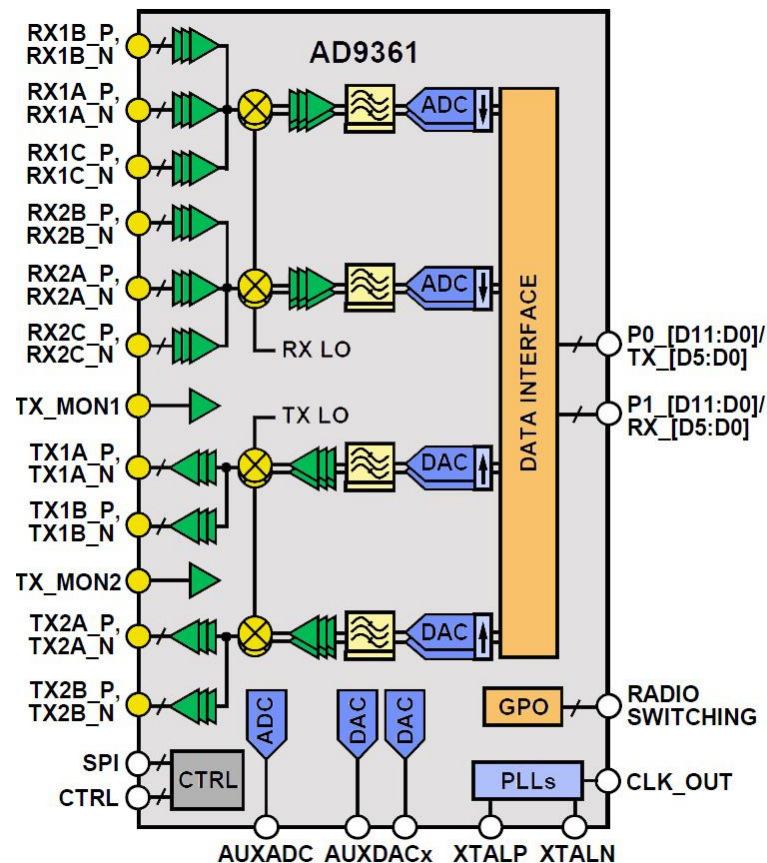 AD9361
RX1B_P,
RX1B_N
RX1A_P,
RX1A_N
RX1C_P,
RX1C_N
RX2B_P,
RX2B_N
RX2A_P,
RX2A_N
RX2C_P,
RX2C_N
TX_MON1
TX1A_P,
TX1A_N
TX1B_P,
TX1B_N
TX_MON2
TX2A_P,
TX2A_N
TX2B_P,
TX2B_N
SPI
CTRL
CTRL
ADC
ADC
RX LO
TX LO
DAC
DAC
DATA INTERFACE
P0_[D11:D0]/
TX_[D5:D0]
P1_[D11:D0]/
RX_[D5:D0]
ADC
DAC
DAC
GPO
RADIO
SWITCHING
PLLs
CLK_OUT
AUXADC
AUXDACx
XTALP
XTALN